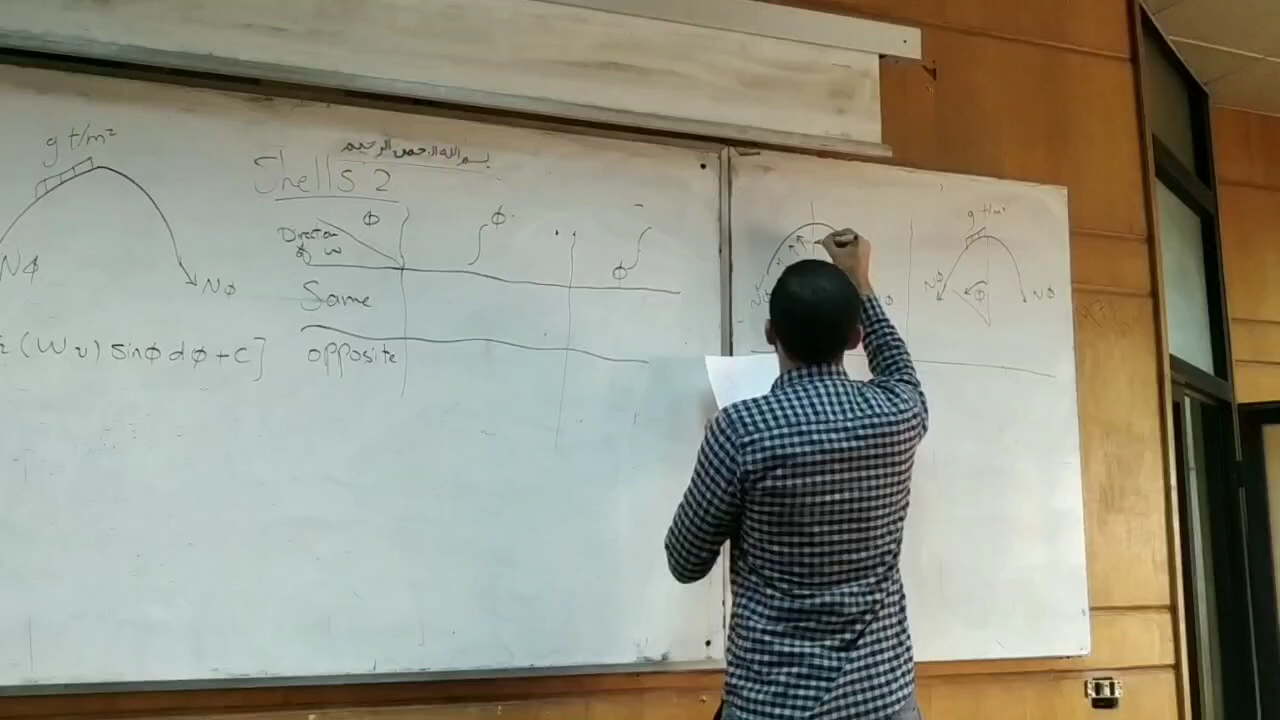 g t/m²
Nϕ
Nϕ
(Wv) sinϕ dϕ + C]
بسم الله الرحمن الرحيم
Shells 2
Direction of W
ϕ
ϕ
ϕ
Same
opposite
g t/m²
Nϕ
ϕ
Nϕ